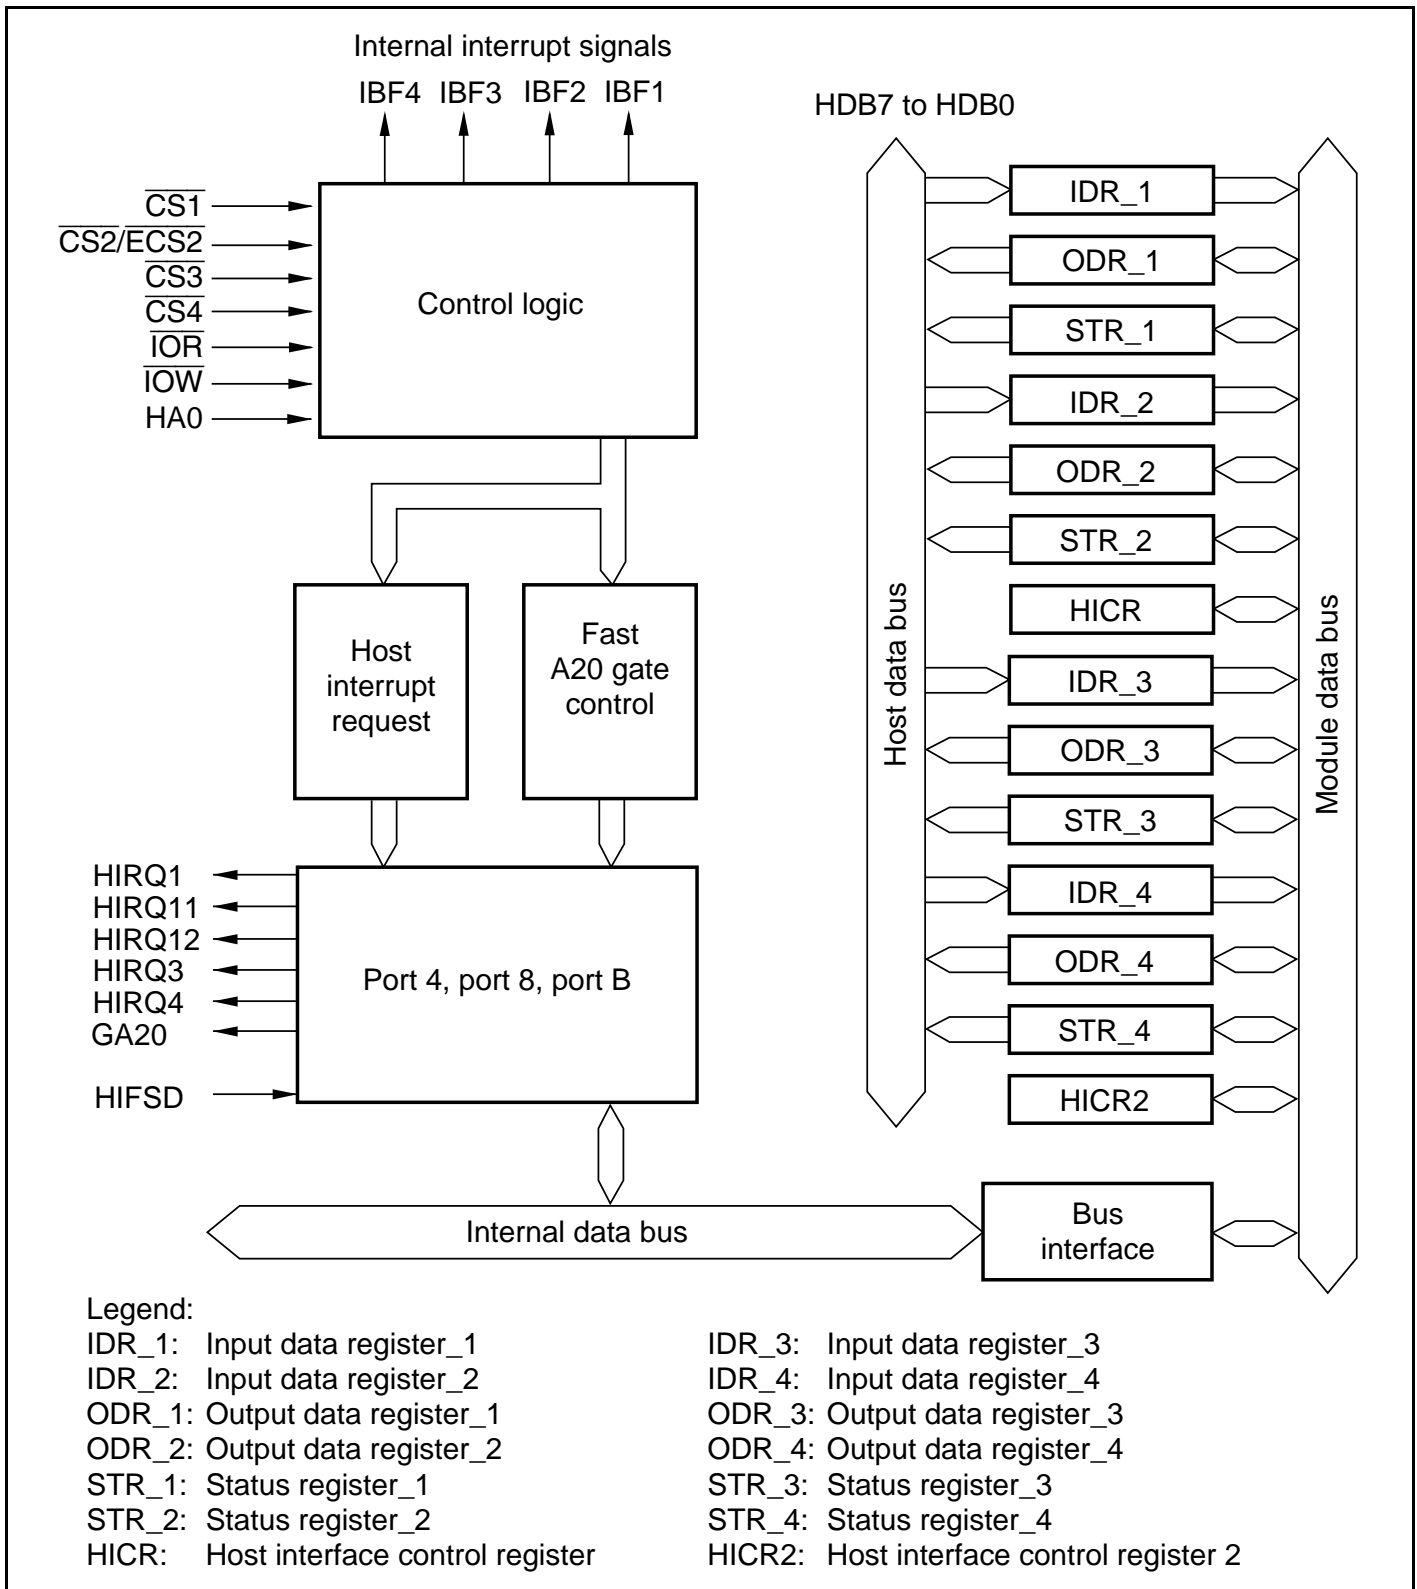 Internal interrupt signals
IBF4 IBF3 IBF2 IBF1
CS1
CS2/ECS2
CS3
CS4
IOR
IOW
HA0
Control logic
Host
interrupt
request
Fast
A20 gate
control
HIRQ1
HIRQ11
HIRQ12
HIRQ3
HIRQ4
GA20
HIFSD
Port 4, port 8, port B
HDB7 to HDB0
Host data bus
IDR_1
ODR_1
STR_1
IDR_2
ODR_2
STR_2
HICR
IDR_3
ODR_3
STR_3
IDR_4
ODR_4
STR_4
HICR2
Module data bus
Internal data bus
Bus
interface
Legend:
IDR_1: Input data register_1
IDR_2: Input data register_2
ODR_1: Output data register_1
ODR_2: Output data register_2
STR_1: Status register_1
STR_2: Status register_2
HICR: Host interface control register
IDR_3: Input data register_3
IDR_4: Input data register_4
ODR_3: Output data register_3
ODR_4: Output data register_4
STR_3: Status register_3
STR_4: Status register_4
HICR2: Host interface control register 2